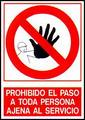 PROHIBIDO EL PASO
A TODA PERSONA
AJENA AL SERVICIO